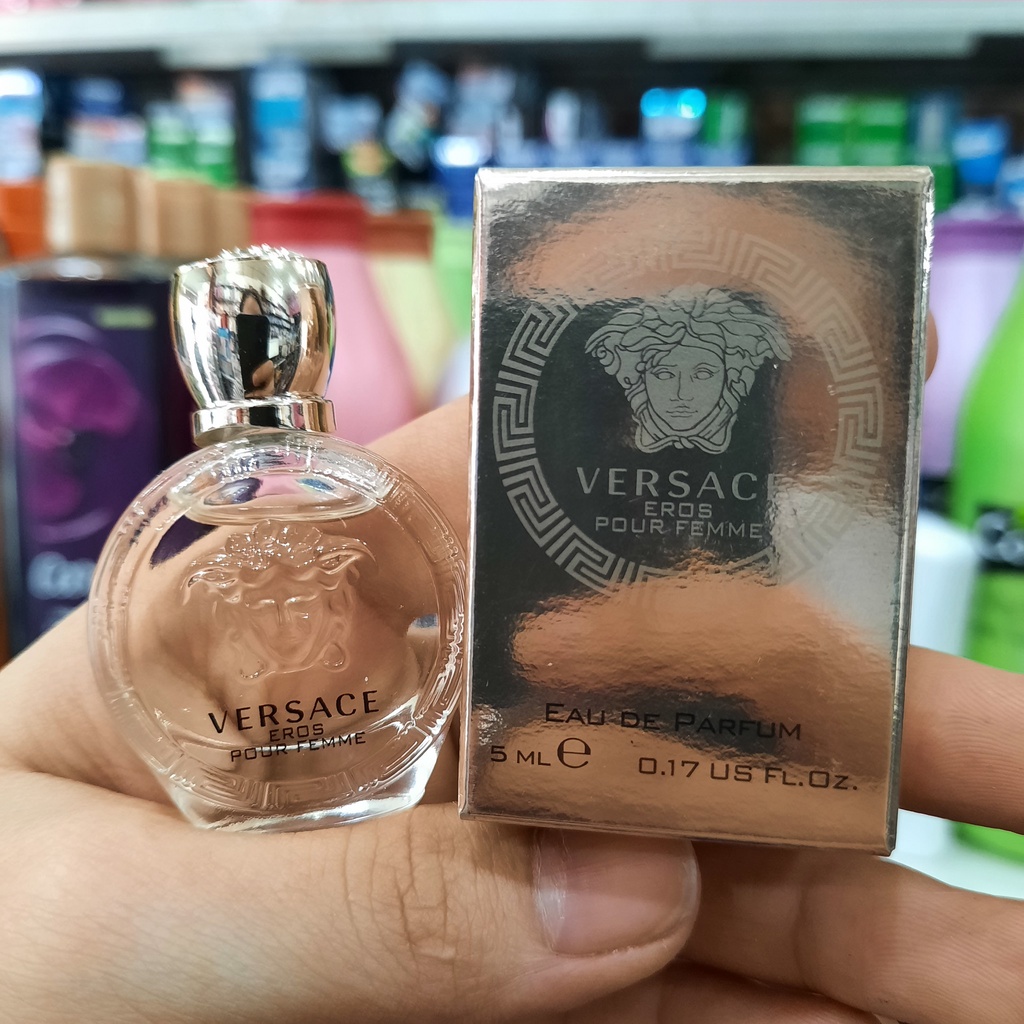 VERSACE
EROS
POUR FEMME
VERSACE
EROS
POUR FEMME
EAU DE PARFUM
5 ML e 0.17 US FL.OZ.